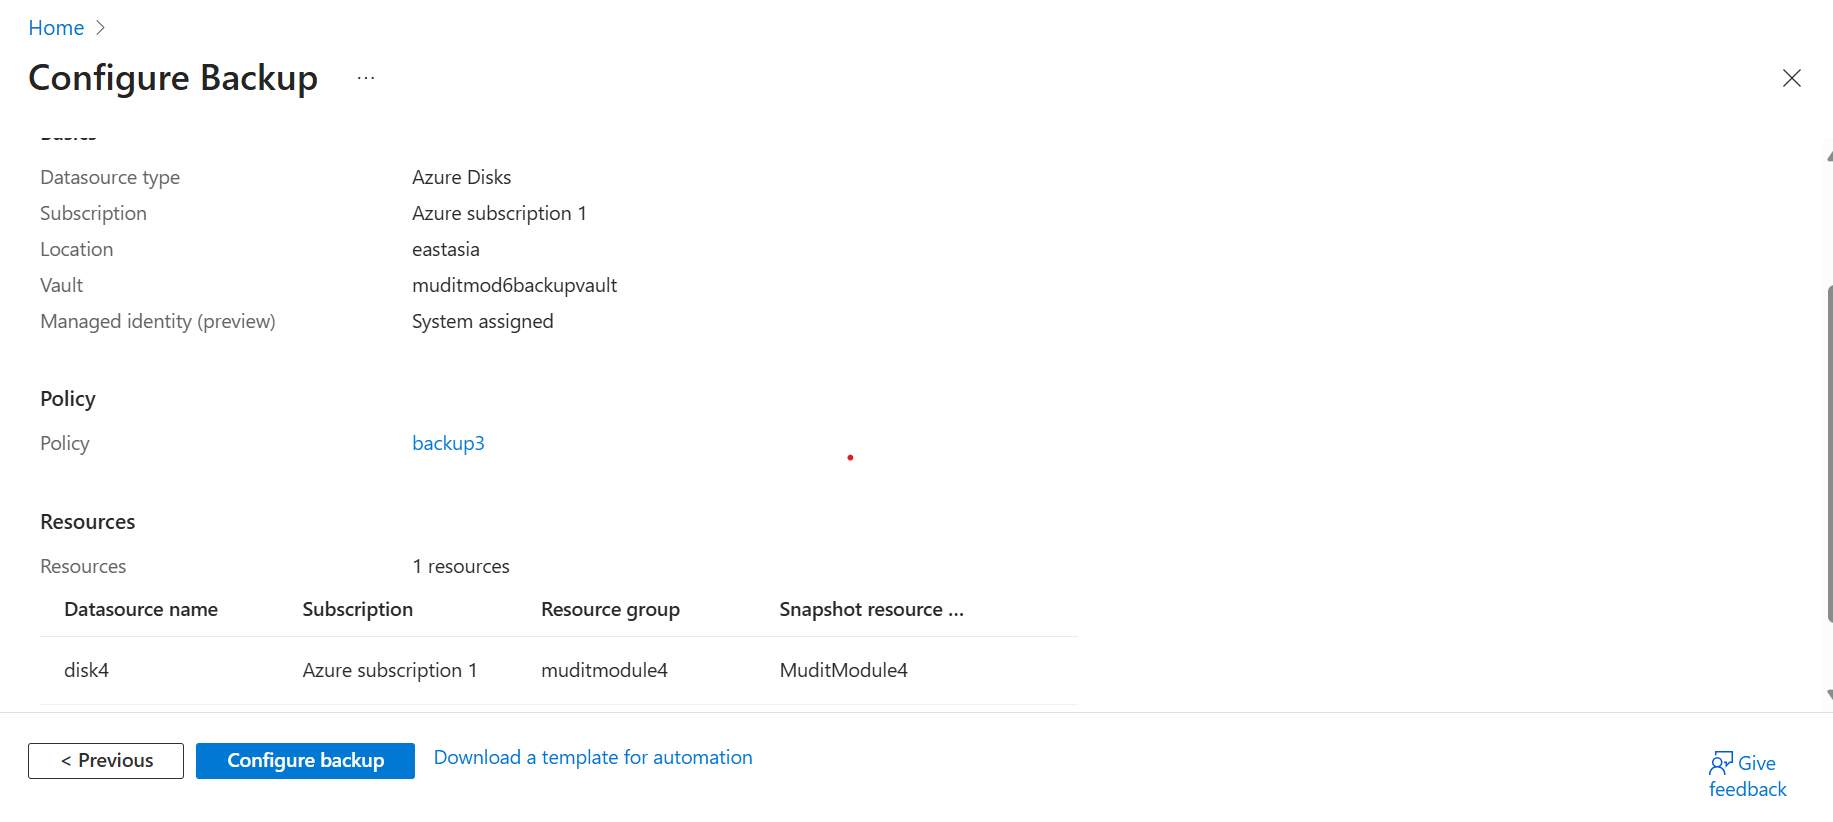 Home >
Configure Backup ...
Basics
Datasource type Azure Disks
Subscription Azure subscription 1
Location eastasia
Vault muditmod6backupvault
Managed identity (preview) System assigned
Policy
Policy backup3
Resources
Resources 1 resources
Datasource name Subscription Resource group Snapshot resource ...
disk4 Azure subscription 1 muditmodule4 MuditModule4
< Previous Configure backup Download a template for automation Give
feedback